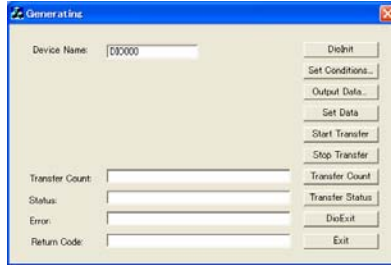 Generating
Device Name: DIO000
DioInit
Set Conditions...
Output Data...
Set Data
Start Transfer
Stop Transfer
Transfer Count: Transfer Count
Status: Transfer Status
Error: DioExit
Return Code: Exit